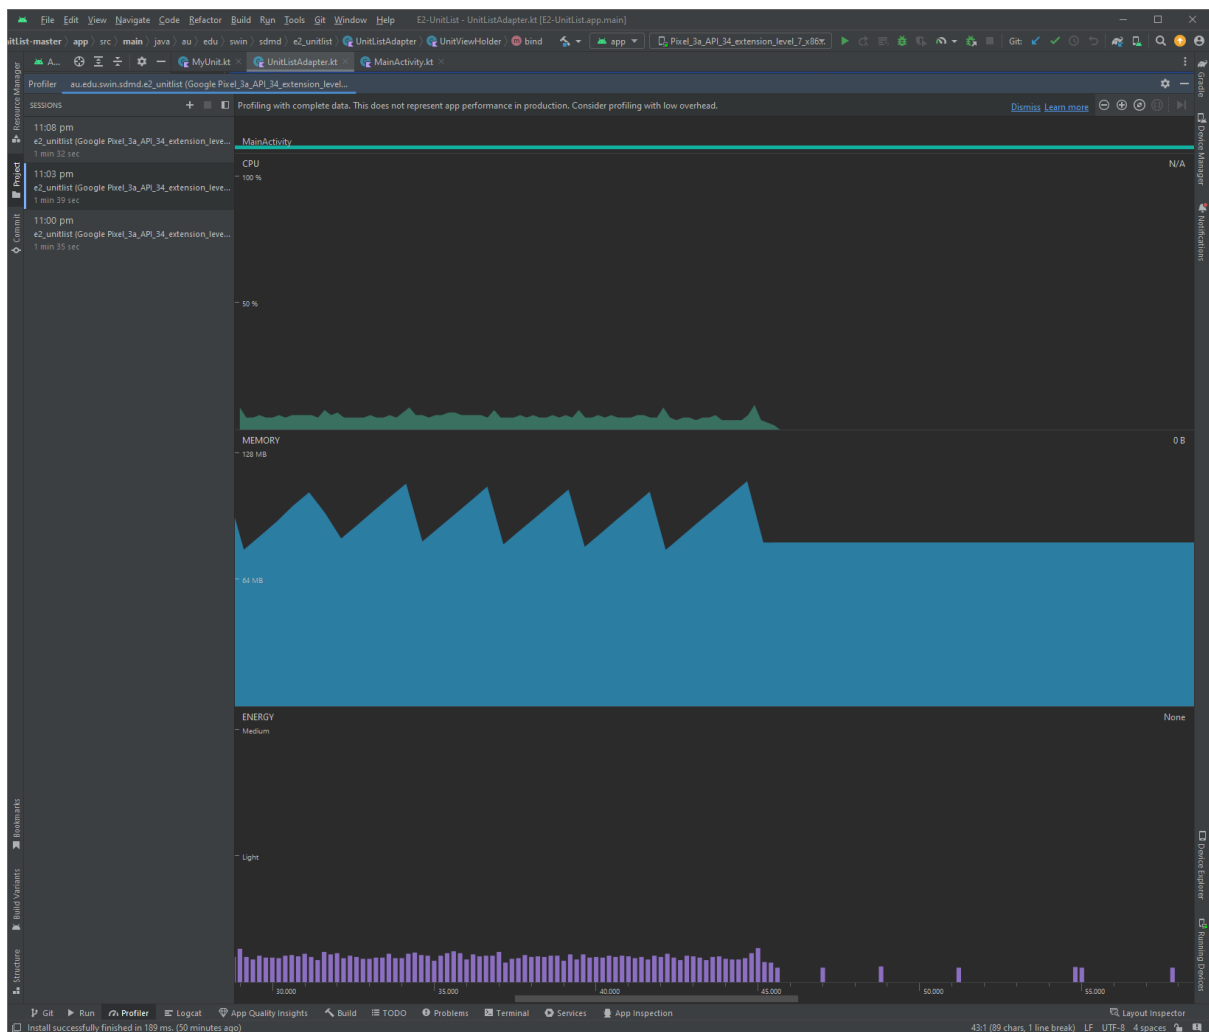 File Edit View Navigate Code Refactor Build Run Tools Git Window Help E2-UnitList - UnitListAdapter.kt [E2-UnitList.app.main]
itList-master app src main java au edu swin sdmd e2_unitlist UnitListAdapter UnitViewHolder bind app Pixel_3a_API_34_extension_level_7_x86 Git:
A... MyUnit.kt UnitListAdapter.kt MainActivity.kt
Profiler au.edu.swin.sdmd.e2_unitlist (Google Pixel_3a_API_34_extension_level...
SESSIONS
Profiling with complete data. This does not represent app performance in production. Consider profiling with low overhead. Dismiss Learn more
11:08 pm
e2_unitlist (Google Pixel_3a_API_34_extension_leve...
1 min 32 sec
11:03 pm
e2_unitlist (Google Pixel_3a_API_34_extension_leve...
1 min 39 sec
11:00 pm
e2_unitlist (Google Pixel_3a_API_34_extension_leve...
1 min 35 sec
MainActivity
CPU N/A
100 %
50 %
MEMORY 0 B
128 MB
64 MB
ENERGY None
Medium
Light
30.000 35.000 40.000 45.000 50.000 55.000
Resource Manager
Project
Commit
Bookmarks
Build Variants
Structure
Gradle
Device Manager
Notifications
Device Explorer
Running Devices
Git Run Profiler Logcat App Quality Insights Build TODO Problems Terminal Services App Inspection Layout Inspector
Install successfully finished in 189 ms. (50 minutes ago) 43:1 (89 chars, 1 line break) LF UTF-8 4 spaces